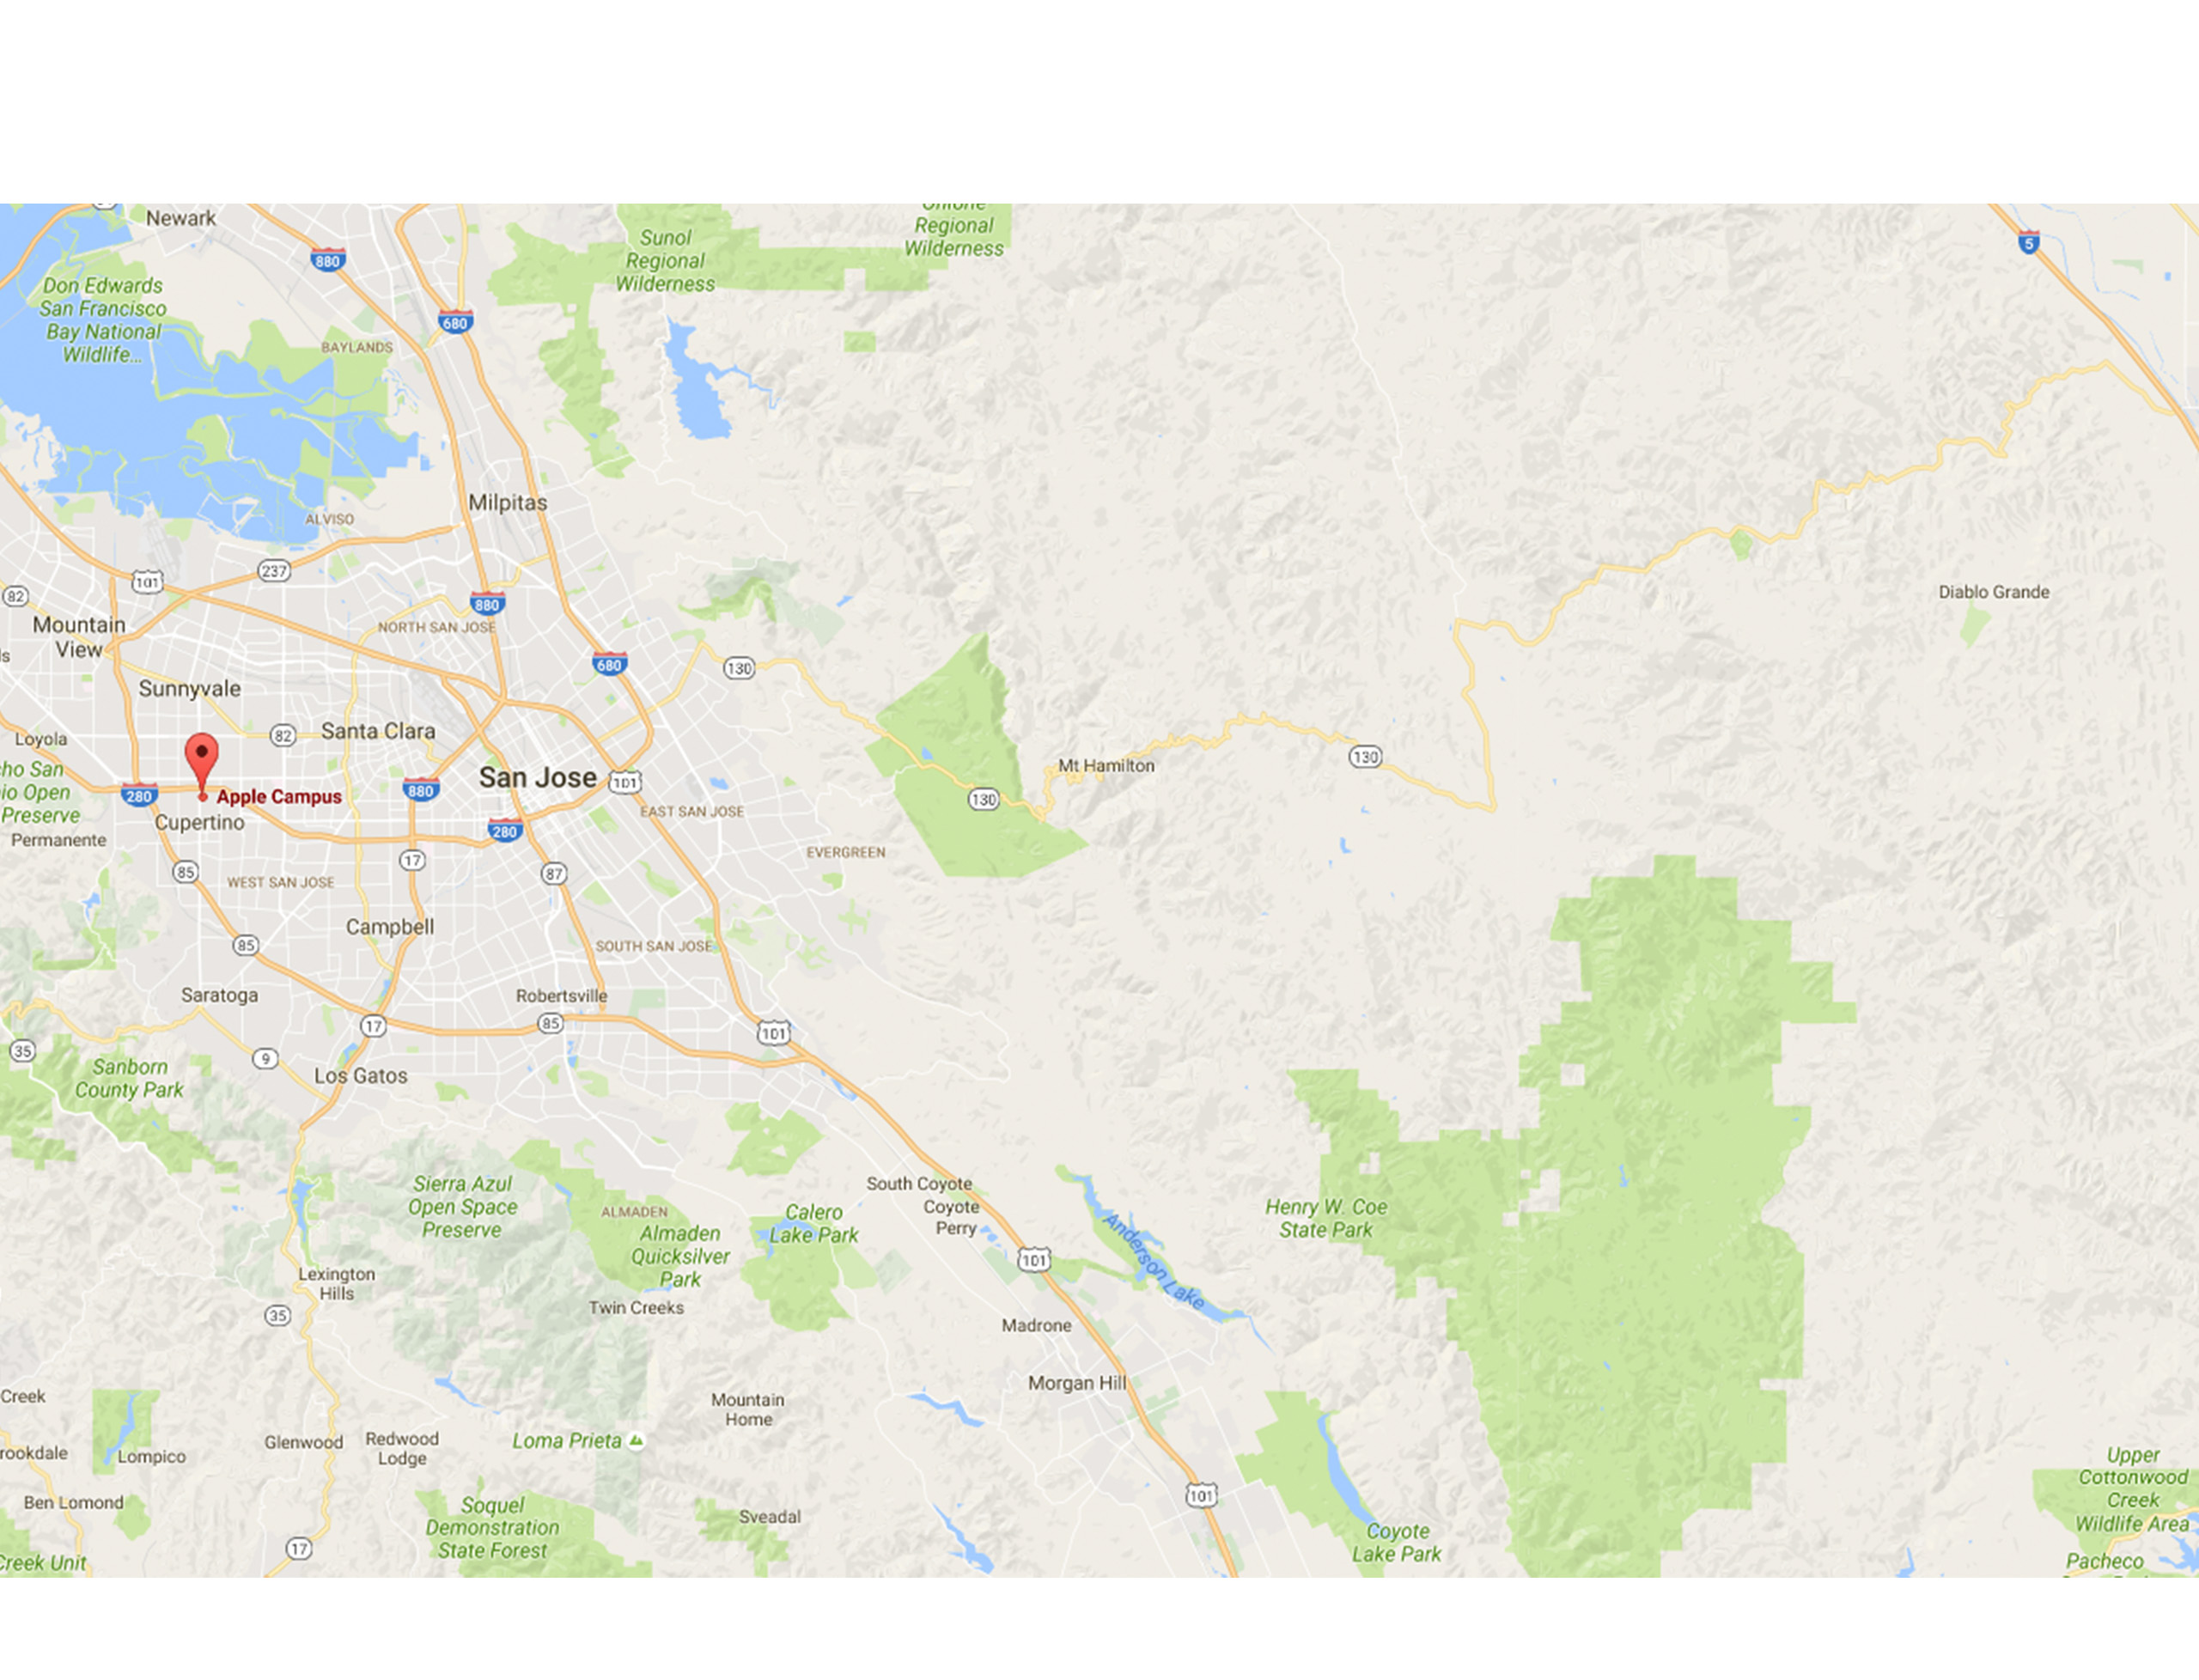 Newark
880
5
Sunol
Regional
Wilderness
Regional
Wilderness
Don Edwards
San Francisco
Bay National
Wildlife...
680
BAYLANDS
Milpitas
ALVISO
237
101
82
880
Mountain
View
NORTH SAN JOSE
680
130
Diablo Grande
Sunnyvale
Santa Clara
82
Loyola
Mt Hamilton
130
San Jose
101
280
Apple Campus
880
130
EAST SAN JOSE
Cupertino
280
Open
Preserve
Permanente
17
87
EVERGREEN
85
WEST SAN JOSE
Campbell
85
SOUTH SAN JOSE
Saratoga
Robertsville
17
85
101
35
9
Sanborn
County Park
Los Gatos
Sierra Azul
Open Space
Preserve
ALMADEN
Almaden
Quicksilver
Park
Calero
Lake Park
South Coyote
Coyote
Perry
101
Anderson Lake
Henry W. Coe
State Park
Lexington
Hills
35
Twin Creeks
Madrone
Morgan Hill
Creek
Mountain
Home
Glenwood
Redwood
Lodge
Loma Prieta
rookdale
Lompico
Upper
Cottonwood
Creek
Wildlife Area
Ben Lomond
Soquel
Demonstration
State Forest
Sveadal
101
Coyote
Lake Park
17
Creek Unit
Pacheco